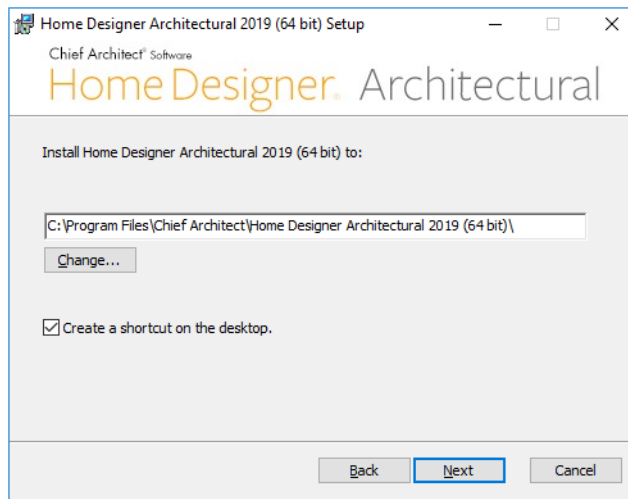 Home Designer Architectural 2019 (64 bit) Setup
Chief Architect® Software
Home Designer® Architectural
Install Home Designer Architectural 2019 (64 bit) to:
C:\Program Files\Chief Architect\Home Designer Architectural 2019 (64 bit)\
Change...
Create a shortcut on the desktop.
Back Next Cancel